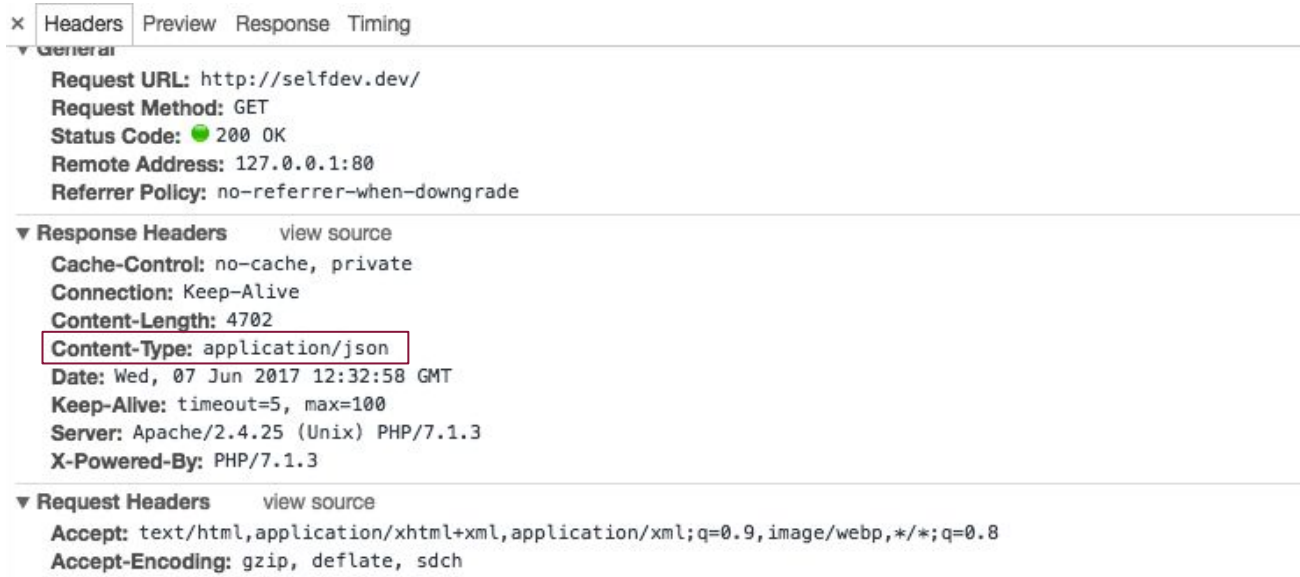 × Headers Preview Response Timing
▼ General
Request URL: http://selfdev.dev/
Request Method: GET
Status Code: 200 OK
Remote Address: 127.0.0.1:80
Referrer Policy: no-referrer-when-downgrade
▼ Response Headers view source
Cache-Control: no-cache, private
Connection: Keep-Alive
Content-Length: 4702
Content-Type: application/json
Date: Wed, 07 Jun 2017 12:32:58 GMT
Keep-Alive: timeout=5, max=100
Server: Apache/2.4.25 (Unix) PHP/7.1.3
X-Powered-By: PHP/7.1.3
▼ Request Headers view source
Accept: text/html,application/xhtml+xml,application/xml;q=0.9,image/webp,*/*;q=0.8
Accept-Encoding: gzip, deflate, sdch